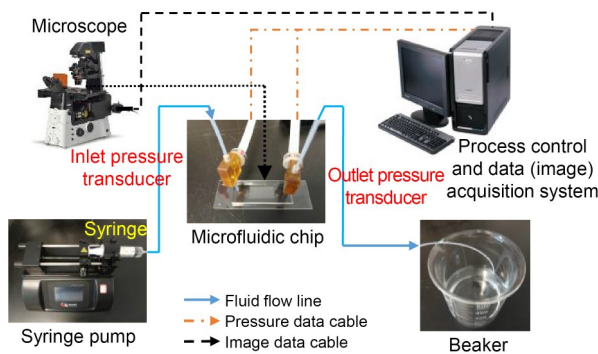 Microscope
Inlet pressure
transducer
Outlet pressure
transducer
Process control
and data (image)
acquisition system
Syringe
Microfluidic chip
Syringe pump
Fluid flow line
Pressure data cable
Image data cable
Beaker